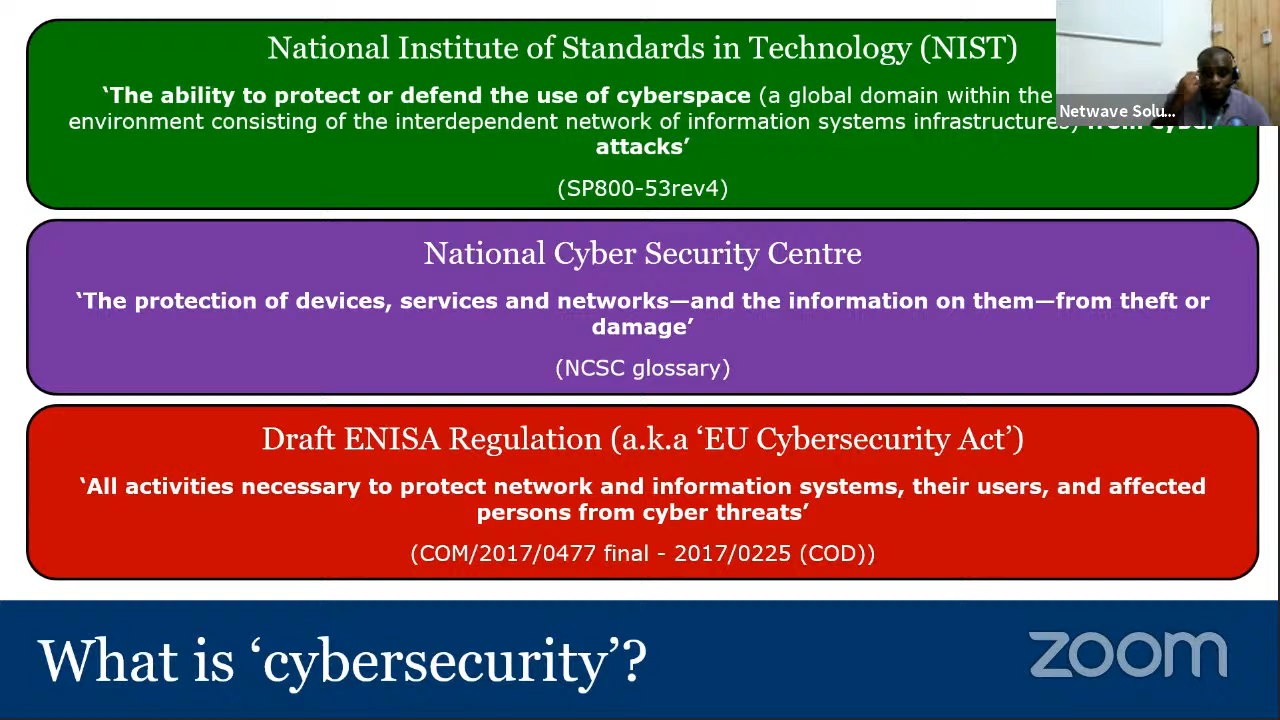 National Institute of Standards in Technology (NIST)
‘The ability to protect or defend the use of cyberspace (a global domain within the
environment consisting of the interdependent network of information systems infrastructures) from cyber
attacks’
(SP800-53rev4)
Netwave Solu...
National Cyber Security Centre
‘The protection of devices, services and networks—and the information on them—from theft or
damage’
(NCSC glossary)
Draft ENISA Regulation (a.k.a ‘EU Cybersecurity Act’)
‘All activities necessary to protect network and information systems, their users, and affected
persons from cyber threats’
(COM/2017/0477 final - 2017/0225 (COD))
What is ‘cybersecurity’?
zoom